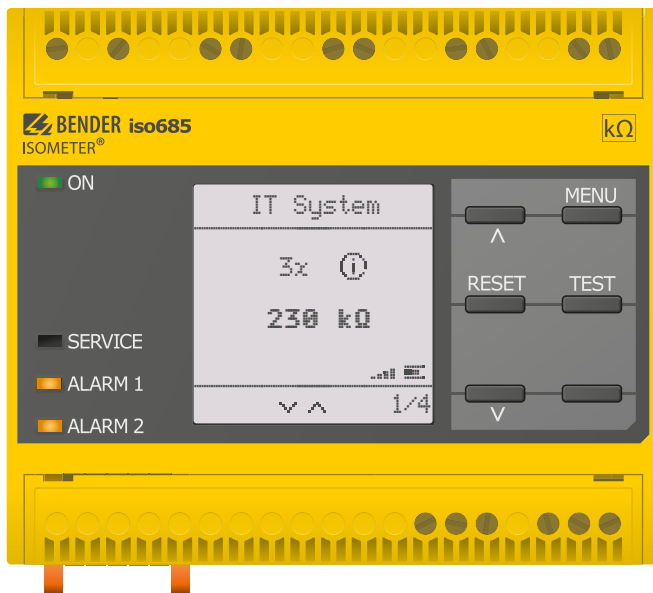 BENDER iso685
ISOMETER®
kΩ
ON
IT System
3x
230 kΩ
1/4
SERVICE
ALARM 1
ALARM 2
MENU
RESET
TEST